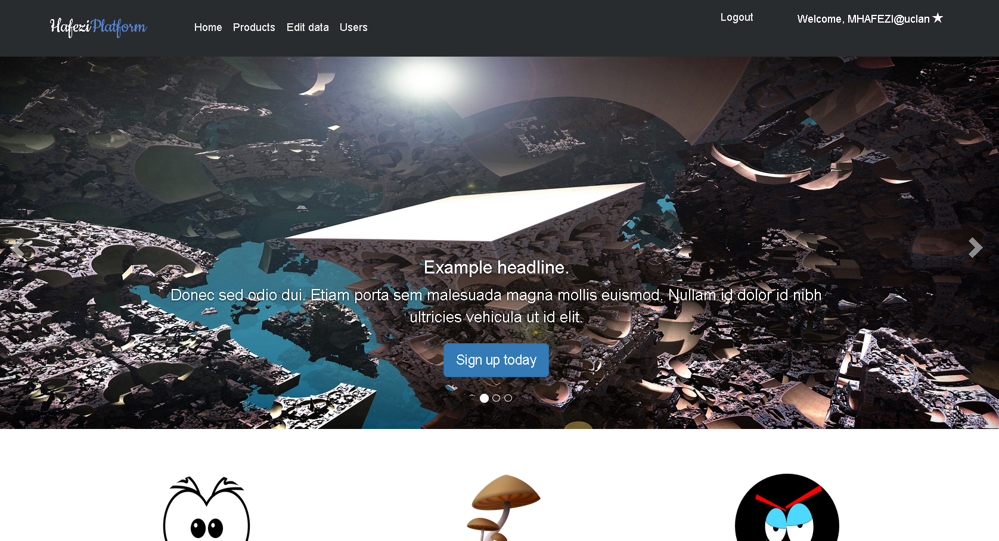 HafeziPlatform
Home Products Edit data Users
Logout
Welcome, MHAFEZI@uclan ★
Example headline.
Donec sed odio dui. Etiam porta sem malesuada magna mollis euismod. Nullam id dolor id nibh
ultricies vehicula ut id elit.
Sign up today